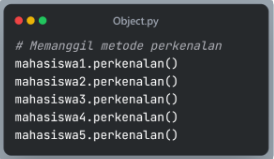 Object.py
# Memanggil metode perkenalan
mahasiswa1.perkenalan()
mahasiswa2.perkenalan()
mahasiswa3.perkenalan()
mahasiswa4.perkenalan()
mahasiswa5.perkenalan()